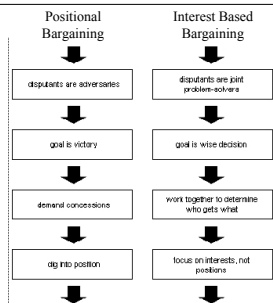 Positional
Bargaining
disputants are adversaries
goal is victory
demand concessions
dig into position
Interest Based
Bargaining
disputants are joint
problem-solvers
goal is wise decision
work together to determine
who gets what
focus on interests, not
positions